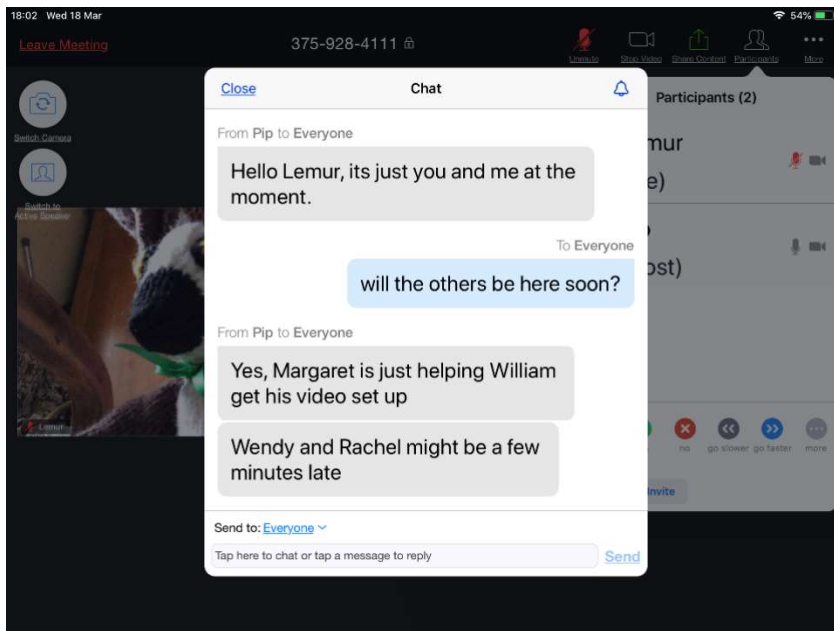 18:02 Wed 18 Mar
54%
Leave Meeting
375-928-4111
Unmute
Stop Video
Share Content
Participants
More
Switch Camera
Switch to
Active Speaker
Lemur
Close
Chat
From Pip to Everyone
Hello Lemur, its just you and me at the
moment.
To Everyone
will the others be here soon?
From Pip to Everyone
Yes, Margaret is just helping William
get his video set up
Wendy and Rachel might be a few
minutes late
Send to: Everyone
Tap here to chat or tap a message to reply
Send
Participants (2)
mur
e)
ost)
no
go slower
go faster
more
Invite